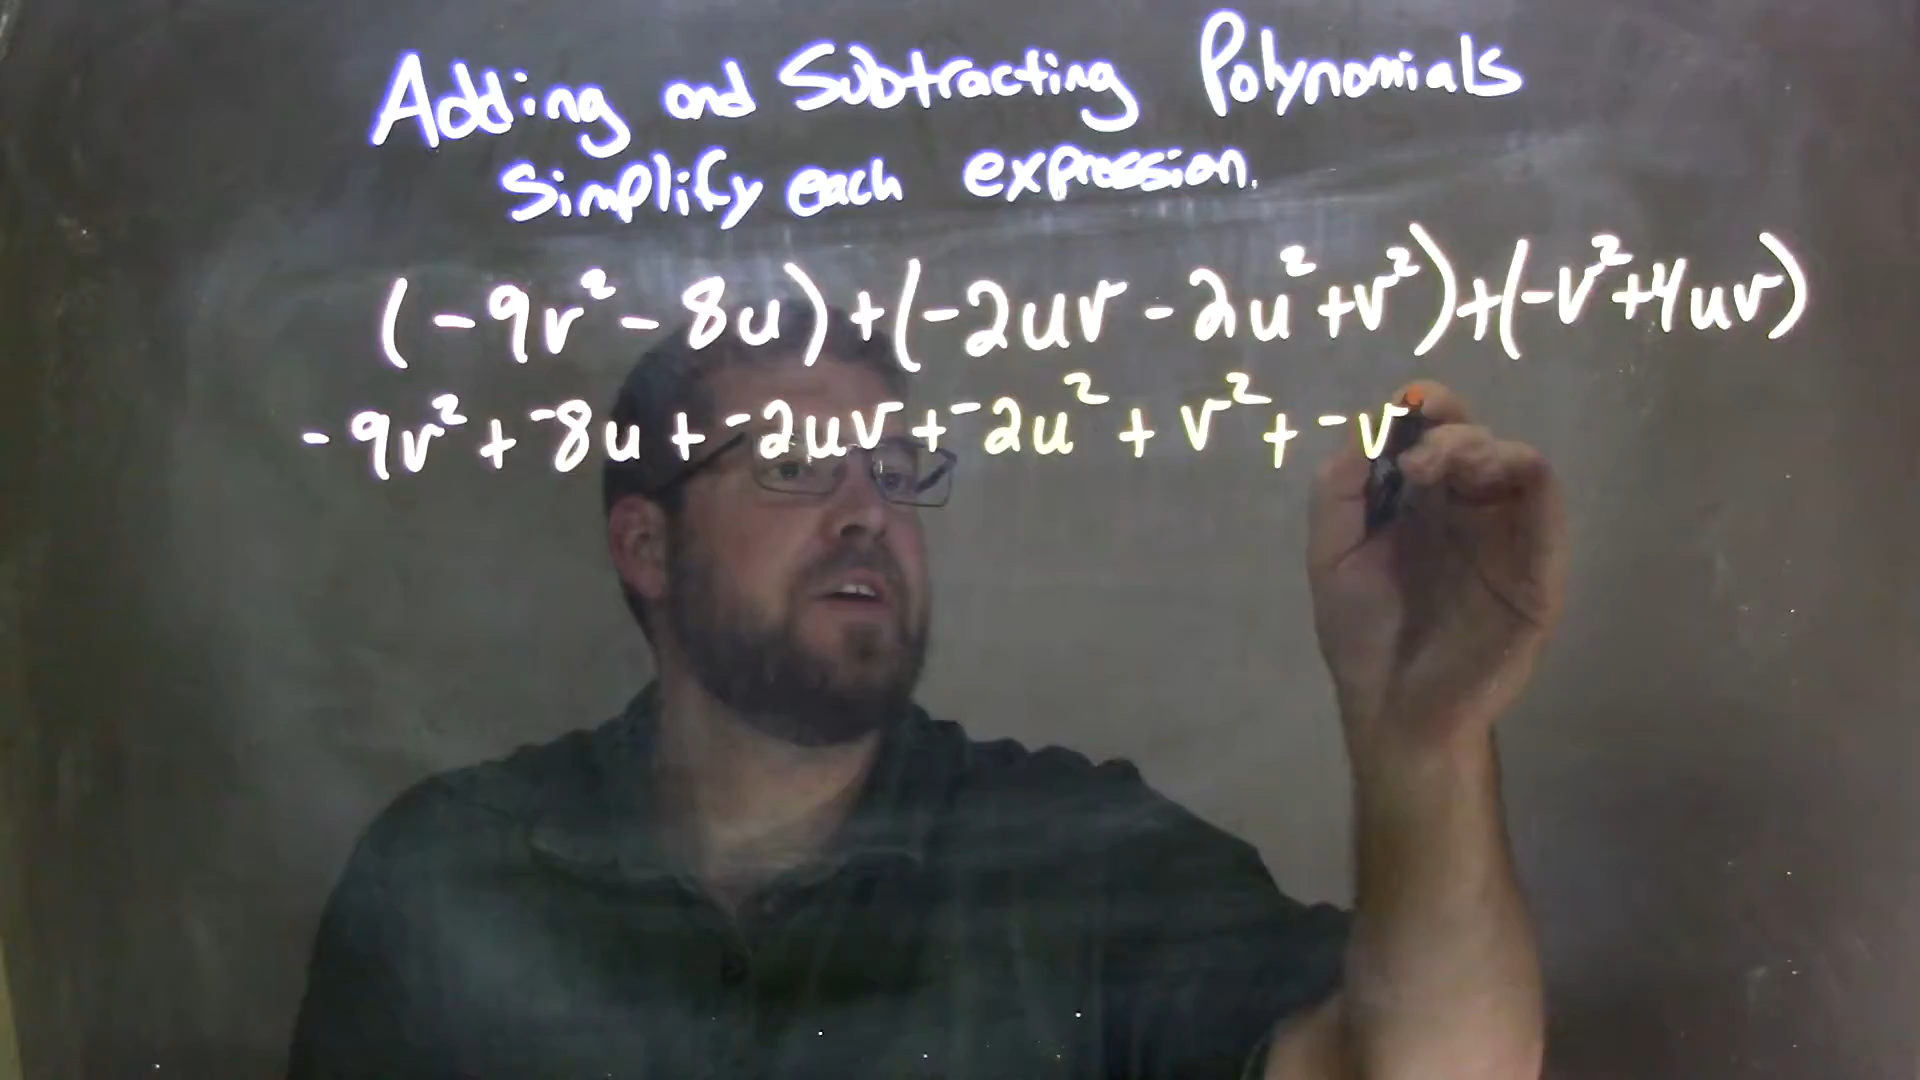 Adding and Subtracting Polynomials
Simplify each expression.
(-9v²-8u)+(-2uv-2u²+v²)+(-v²+4uv)
-9v²+-8u+-2uv+-2u²+v²+-v